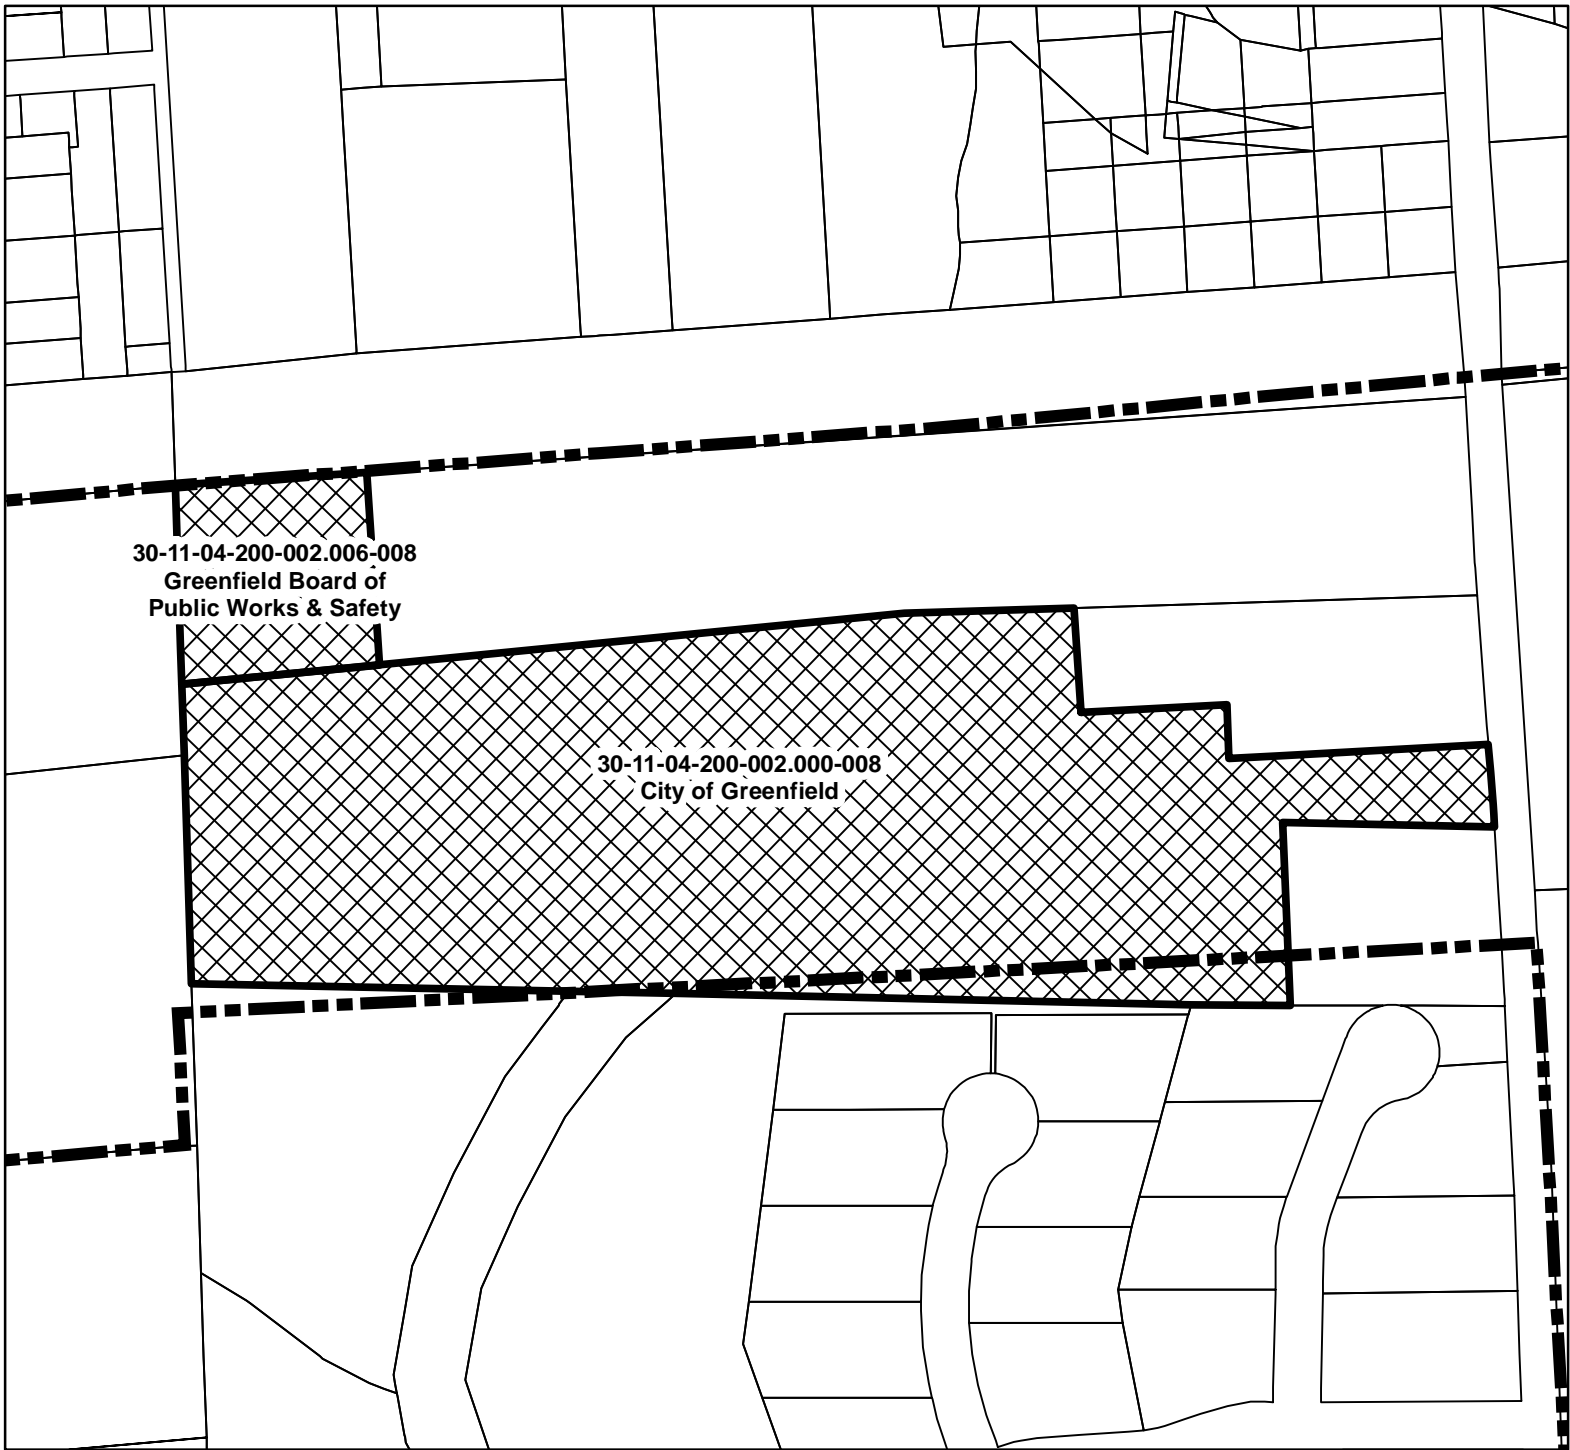 30-11-04-200-002.006-008
Greenfield Board of
Public Works & Safety
30-11-04-200-002.000-008
City of Greenfield